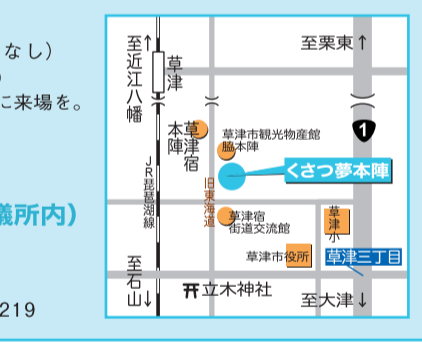 なし）
に来場を。
議所内）
219
至近江八幡↑
草津
至栗東↑
1
草津宿
本陣
草津市観光物産館
脇本陣
くさつ夢本陣
JR琵琶湖線
旧東海道
草津宿
街道交流館
草津小
草津市役所
草津三丁目
至石山↓
立木神社
至大津↓